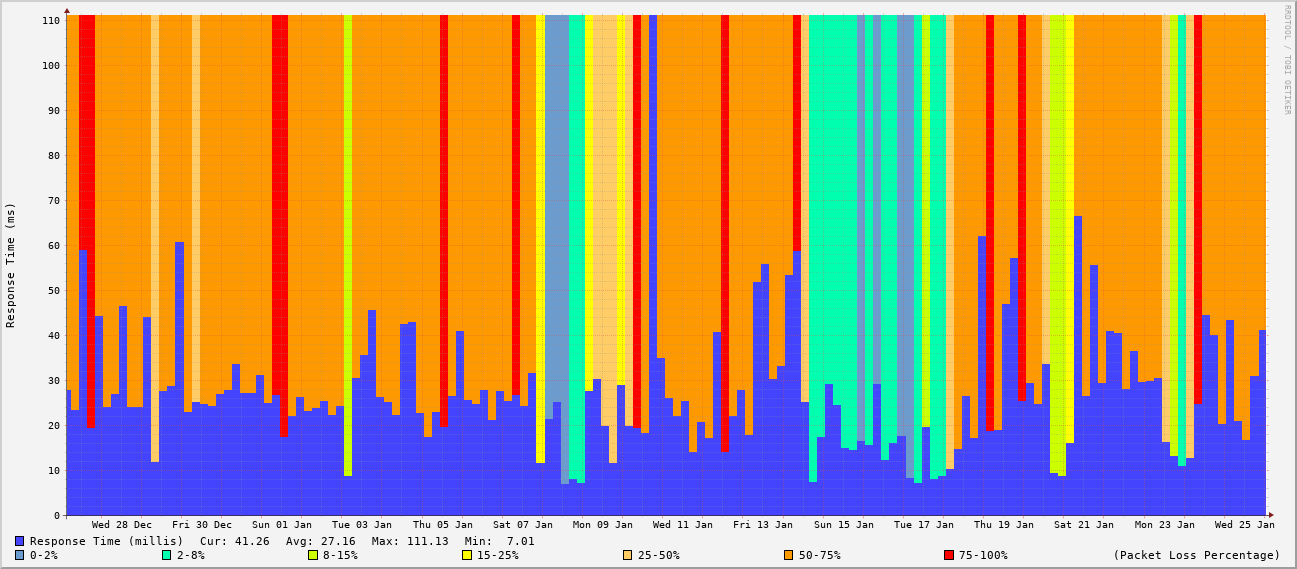 RRDTOOL / TOBI OETIKER
Response Time (ms)
110
100
90
80
70
60
50
40
30
20
10
0
Wed 28 Dec Fri 30 Dec Sun 01 Jan Tue 03 Jan Thu 05 Jan Sat 07 Jan Mon 09 Jan Wed 11 Jan Fri 13 Jan Sun 15 Jan Tue 17 Jan Thu 19 Jan Sat 21 Jan Mon 23 Jan Wed 25 Jan
Response Time (millis) Cur: 41.26 Avg: 27.16 Max: 111.13 Min: 7.01
0-2% 2-8% 8-15% 15-25% 25-50% 50-75% 75-100% (Packet Loss Percentage)